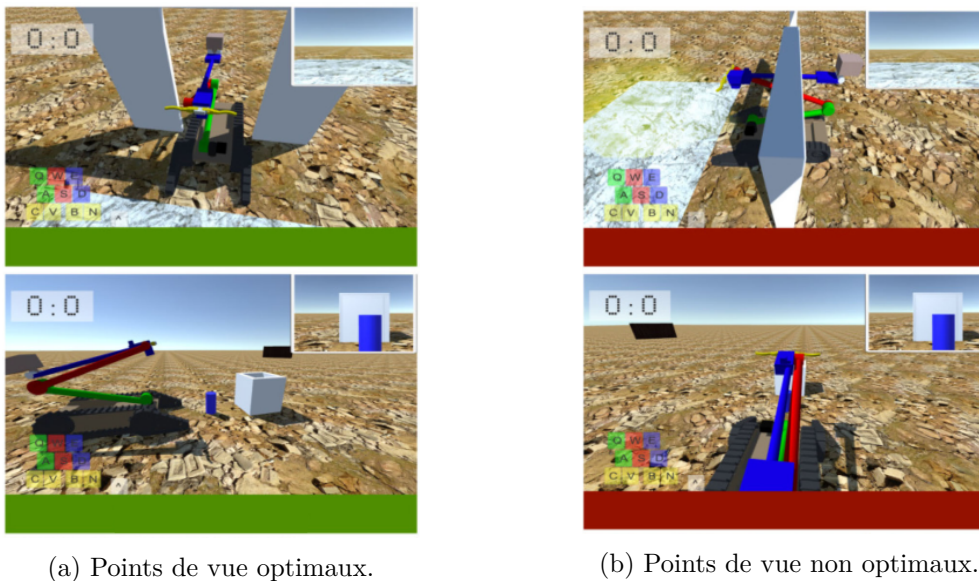 0:0
Q W E
A S D
C V B N
0:0
Q W E
A S D
C V B N
0:0
Q W E
A S D
C V B N
0:0
Q W E
A S D
C V B N
(a) Points de vue optimaux.
(b) Points de vue non optimaux.